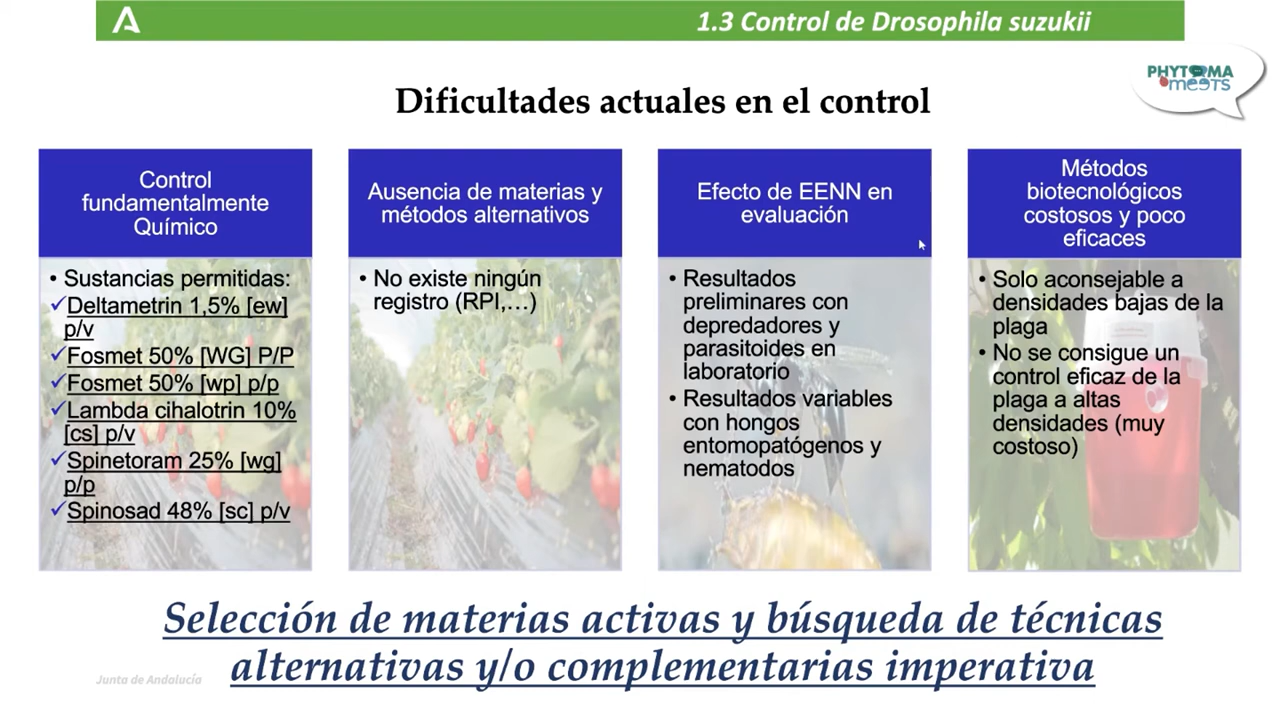 1.3 Control de Drosophila suzukii
PHYTOMA
meets
Dificultades actuales en el control
Control
fundamentalmente
Químico
• Sustancias permitidas:
✓Deltametrin 1,5% [ew]
p/v
✓Fosmet 50% [WG] P/P
✓Fosmet 50% [wp] p/p
✓Lambda cihalotrin 10%
[cs] p/v
✓Spinetoram 25% [wg]
p/p
✓Spinosad 48% [sc] p/v
Ausencia de materias y
métodos alternativos
• No existe ningún
registro (RPI,…)
Efecto de EENN en
evaluación
• Resultados
preliminares con
depredadores y
parasitoides en
laboratorio
• Resultados variables
con hongos
entomopatógenos y
nematodos
Métodos
biotecnológicos
costosos y poco
eficaces
• Solo aconsejable a
densidades bajas de la
plaga
• No se consigue un
control eficaz de la
plaga a altas
densidades (muy
costoso)
Selección de materias activas y búsqueda de técnicas
alternativas y/o complementarias imperativa
Junta de Andalucía